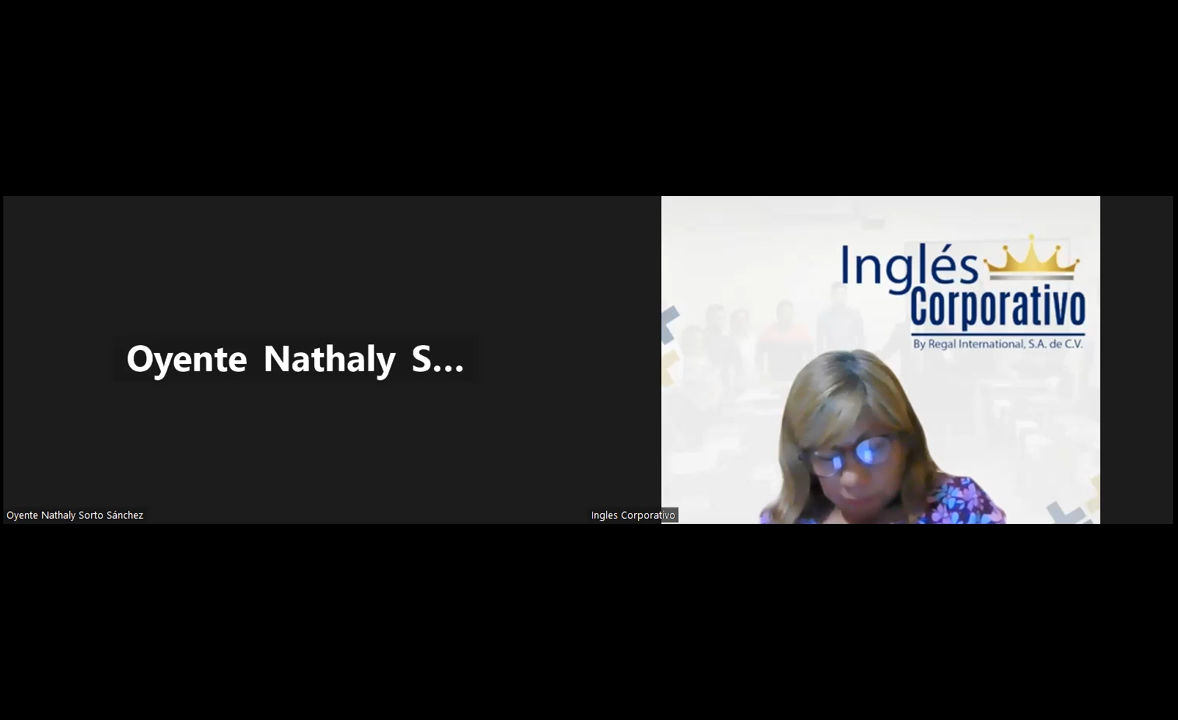 Oyente Nathaly S...
Oyente Nathaly Sorto Sánchez
Inglés
Corporativo
By Regal International, S.A. de C.V.
Ingles Corporativo